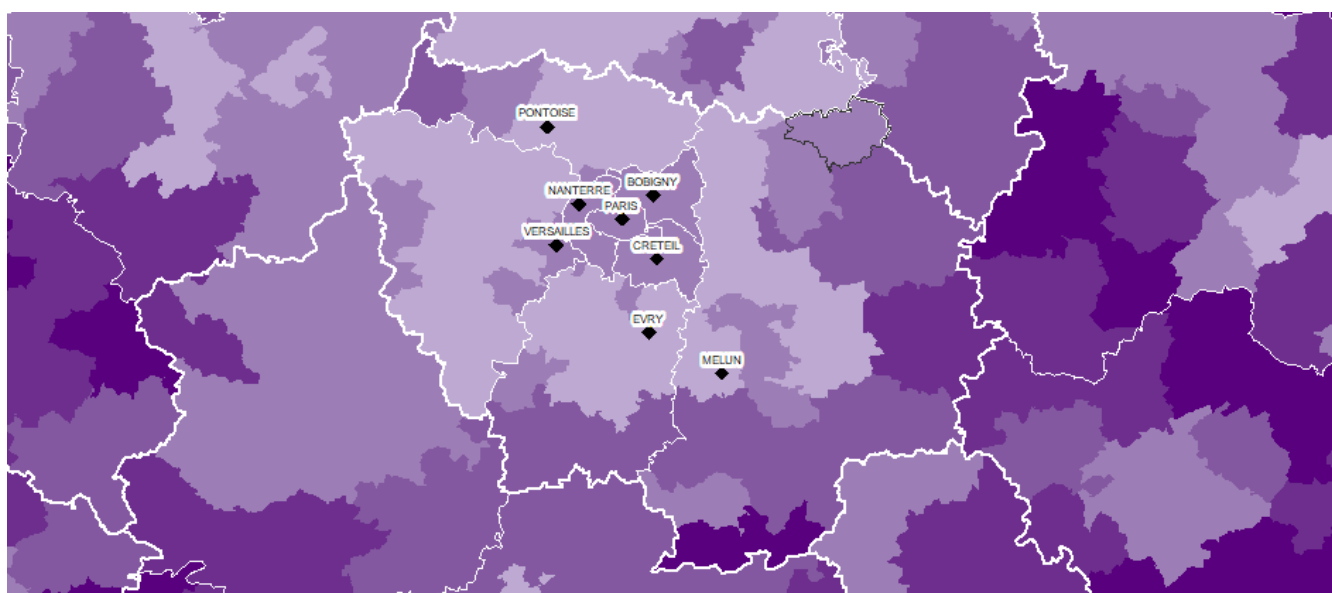 PONTOISE
BOBIGNY
NANTERRE
PARIS
VERSAILLES
CRETEIL
EVRY
MELUN